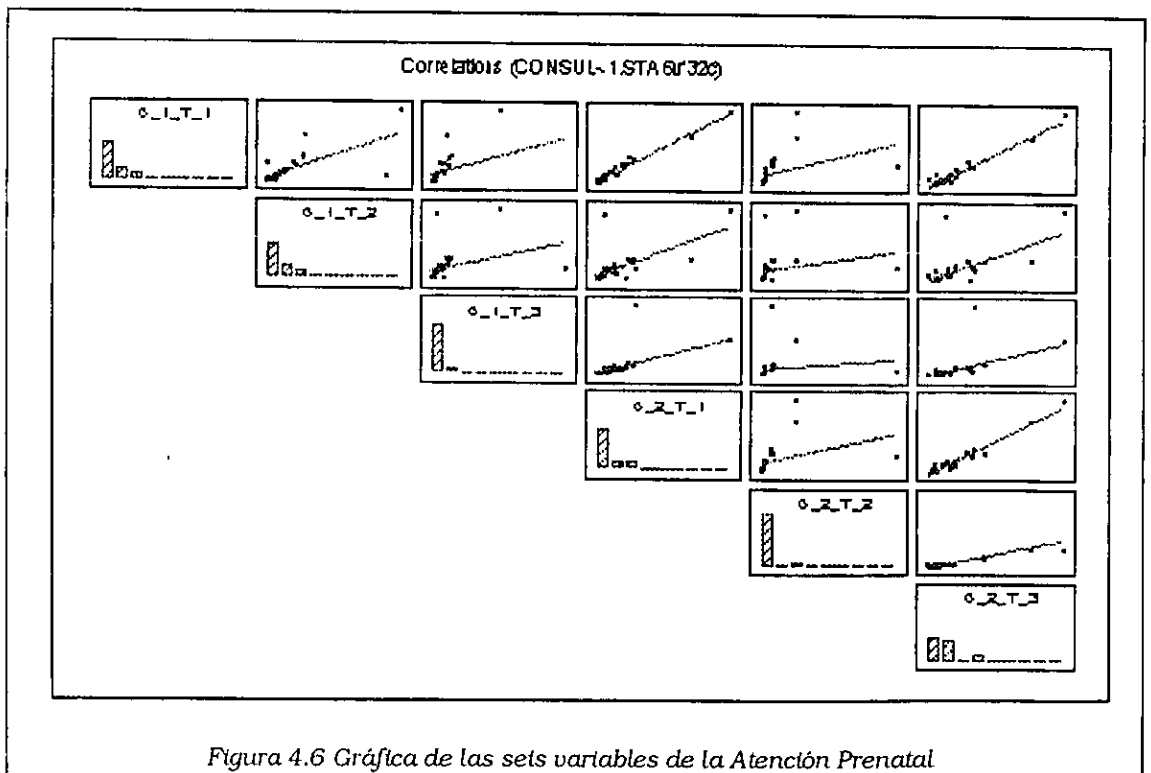 Correlations (CONSUL~1.STA 6v*32c)
C_1_T_1
C_1_T_2
C_1_T_3
C_2_T_1
C_2_T_2
C_2_T_3
Figura 4.6 Gráfica de las seis variables de la Atención Prenatal